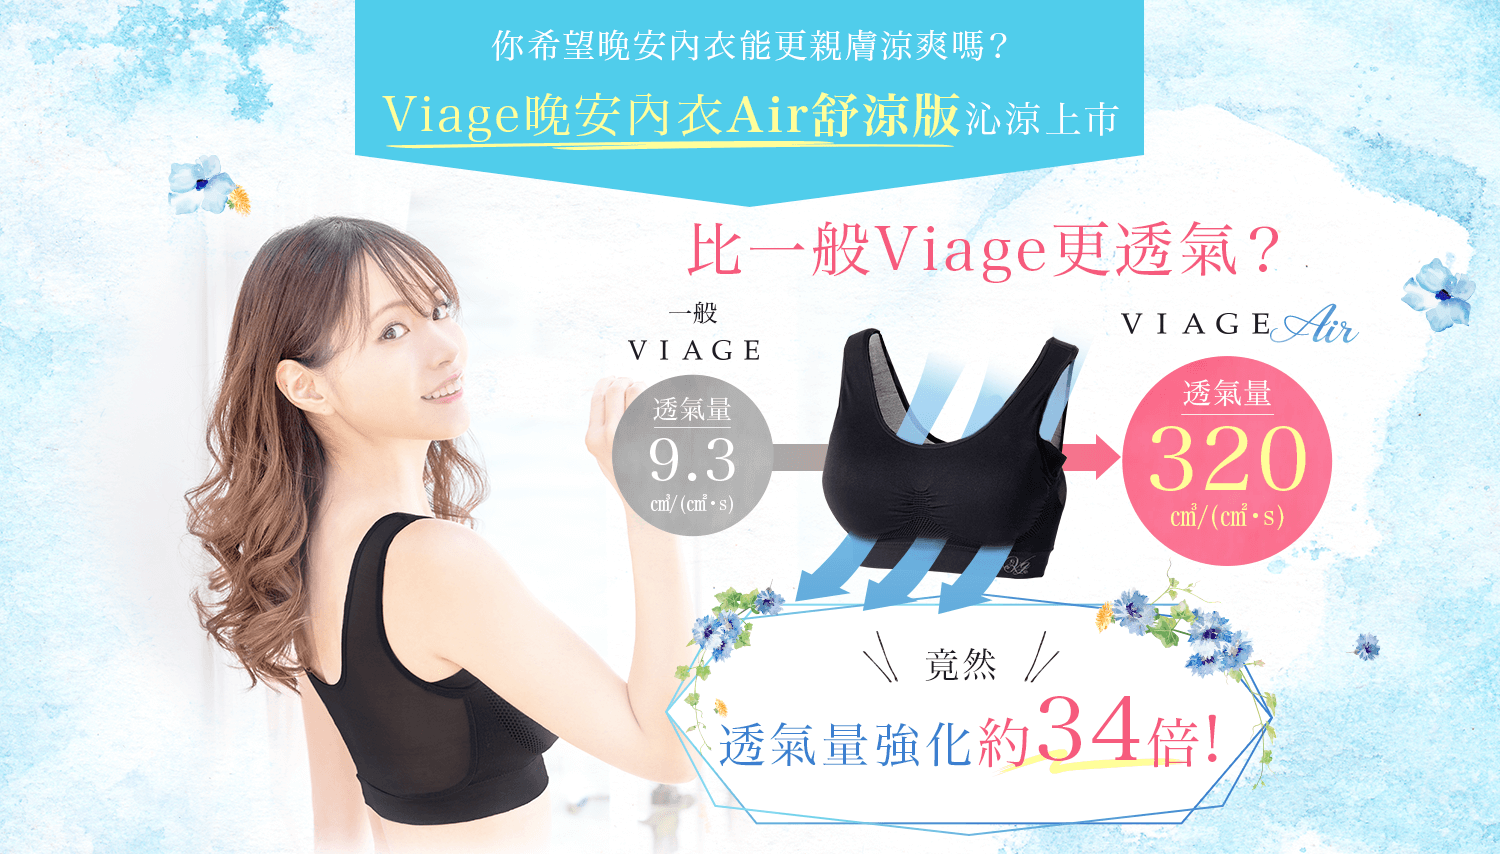 你希望晚安內衣能更親膚涼爽嗎？
Viage晚安內衣Air舒涼版沁涼上市
比一般Viage更透氣？
一般
VIAGE
透氣量
9.3
c㎥/(c㎡・s)
VIAGE Air
透氣量
320
c㎥/(c㎡・s)
竟然
透氣量強化約34倍！